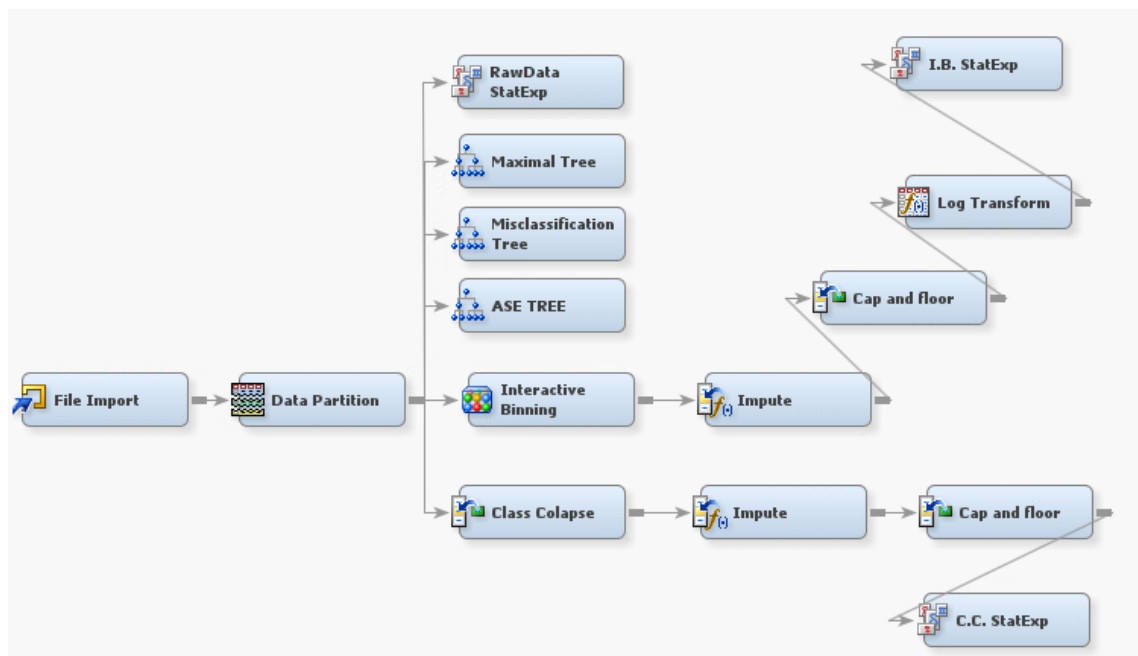 RawData
StatExp
I.B. StatExp
Maximal Tree
Log Transform
Misclassification
Tree
ASE TREE
Cap and floor
File Import
Data Partition
Interactive
Binning
Impute
Class Colapse
Impute
Cap and floor
C.C. StatExp